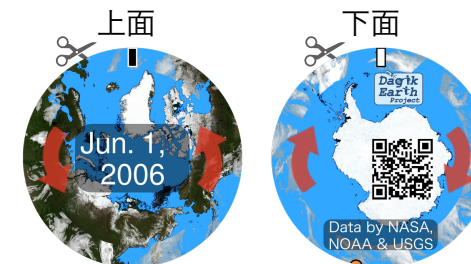 上面
下面
Jun. 1,
2006
Dagik
Earth
Project
Data by NASA,
NOAA & USGS